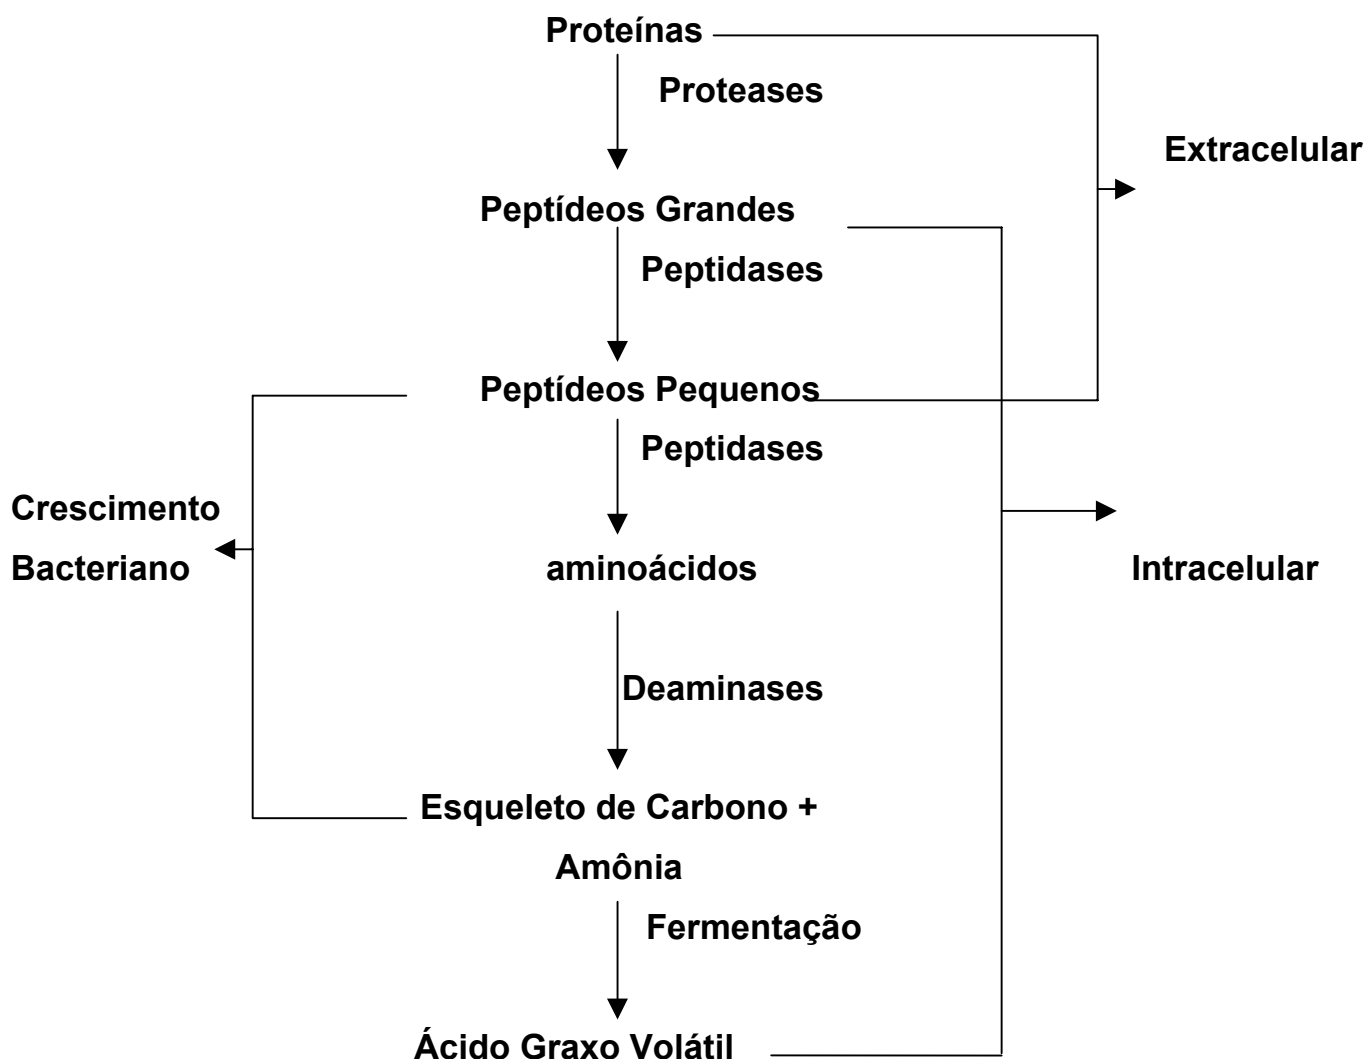 Proteínas
Proteases
Extracelular
Peptídeos Grandes
Peptidases
Peptídeos Pequenos
Peptidases
Crescimento
Bacteriano
aminoácidos
Intracelular
Deaminases
Esqueleto de Carbono +
Amônia
Fermentação
Ácido Graxo Volátil